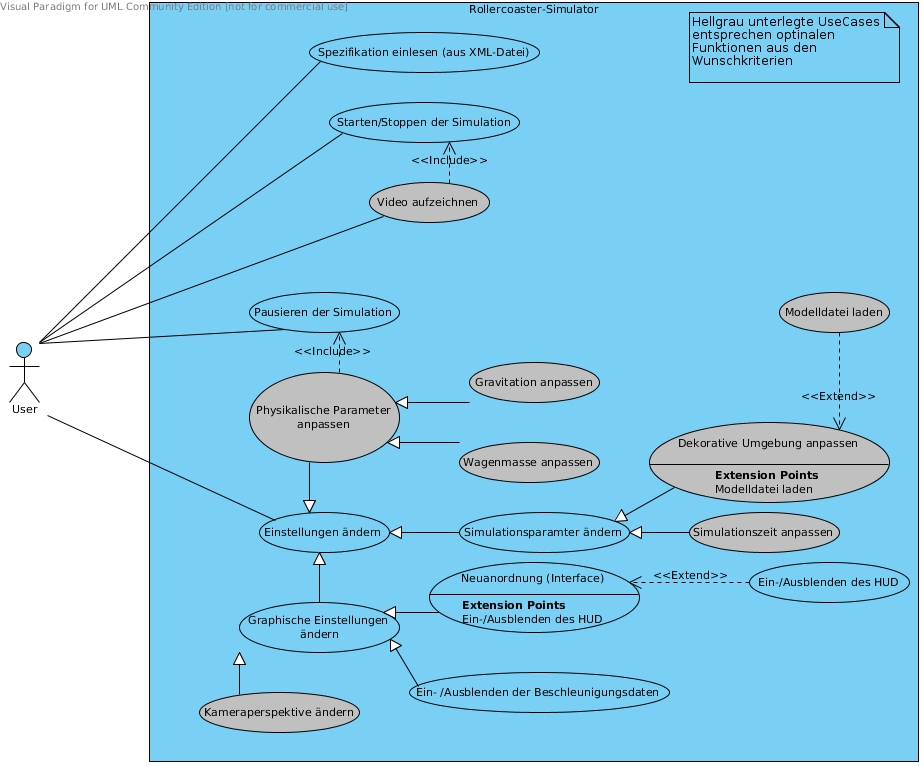 Visual Paradigm for UML Community Edition [not for commercial use]
Rollercoaster-Simulator
Hellgrau unterlegte UseCases
entsprechen optinalen
Funktionen aus den
Wunschkriterien
Spezifikation einlesen (aus XML-Datei)
Starten/Stoppen der Simulation
<<Include>>
Video aufzeichnen
Pausieren der Simulation
Modelldatei laden
<<Include>>
Gravitation anpassen
<<Extend>>
User
Physikalische Parameter
anpassen
Dekorative Umgebung anpassen
Extension Points
Modelldatei laden
Wagenmasse anpassen
Einstellungen ändern
Simulationsparamter ändern
Simulationszeit anpassen
Neuanordnung (Interface)
Extension Points
Ein-/Ausblenden des HUD
<<Extend>>
Ein-/Ausblenden des HUD
Graphische Einstellungen
ändern
Ein- /Ausblenden der Beschleunigungsdaten
Kameraperspektive ändern